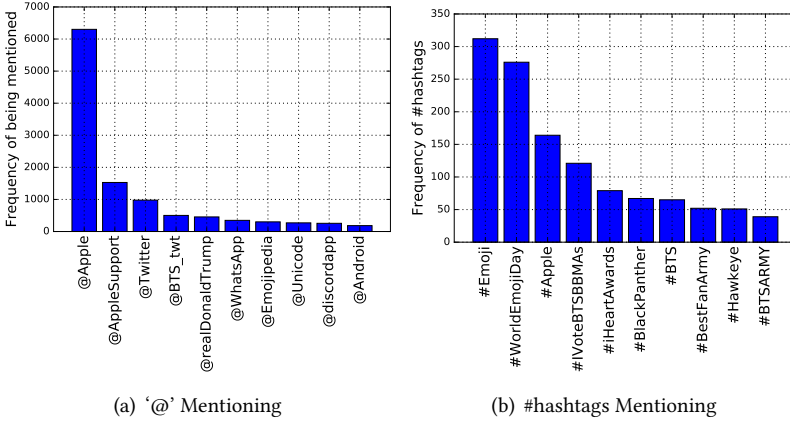 Frequency of being mentioned
7000
6000
5000
4000
3000
2000
1000
0
@Apple
@AppleSupport
@Twitter
@BTS_twt
@realDonaldTrump
@WhatsApp
@Emojipedia
@Unicode
@discordapp
@Android
(a) ‘@’ Mentioning
Frequency of #hashtags
350
300
250
200
150
100
50
0
#Emoji
#WorldEmojiDay
#Apple
#IVoteBTSBBMAs
#iHeartAwards
#BlackPanther
#BTS
#BestFanArmy
#Hawkeye
#BTSARMY
(b) #hashtags Mentioning